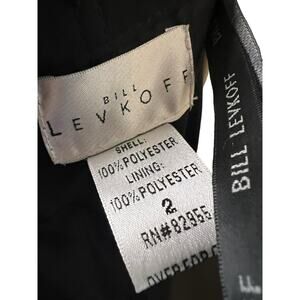 BILL
LEVKOFF
SHELL:
100% POLYESTER
LINING:
100% POLYESTER
2
RN#82955
BILL LEVKOFF